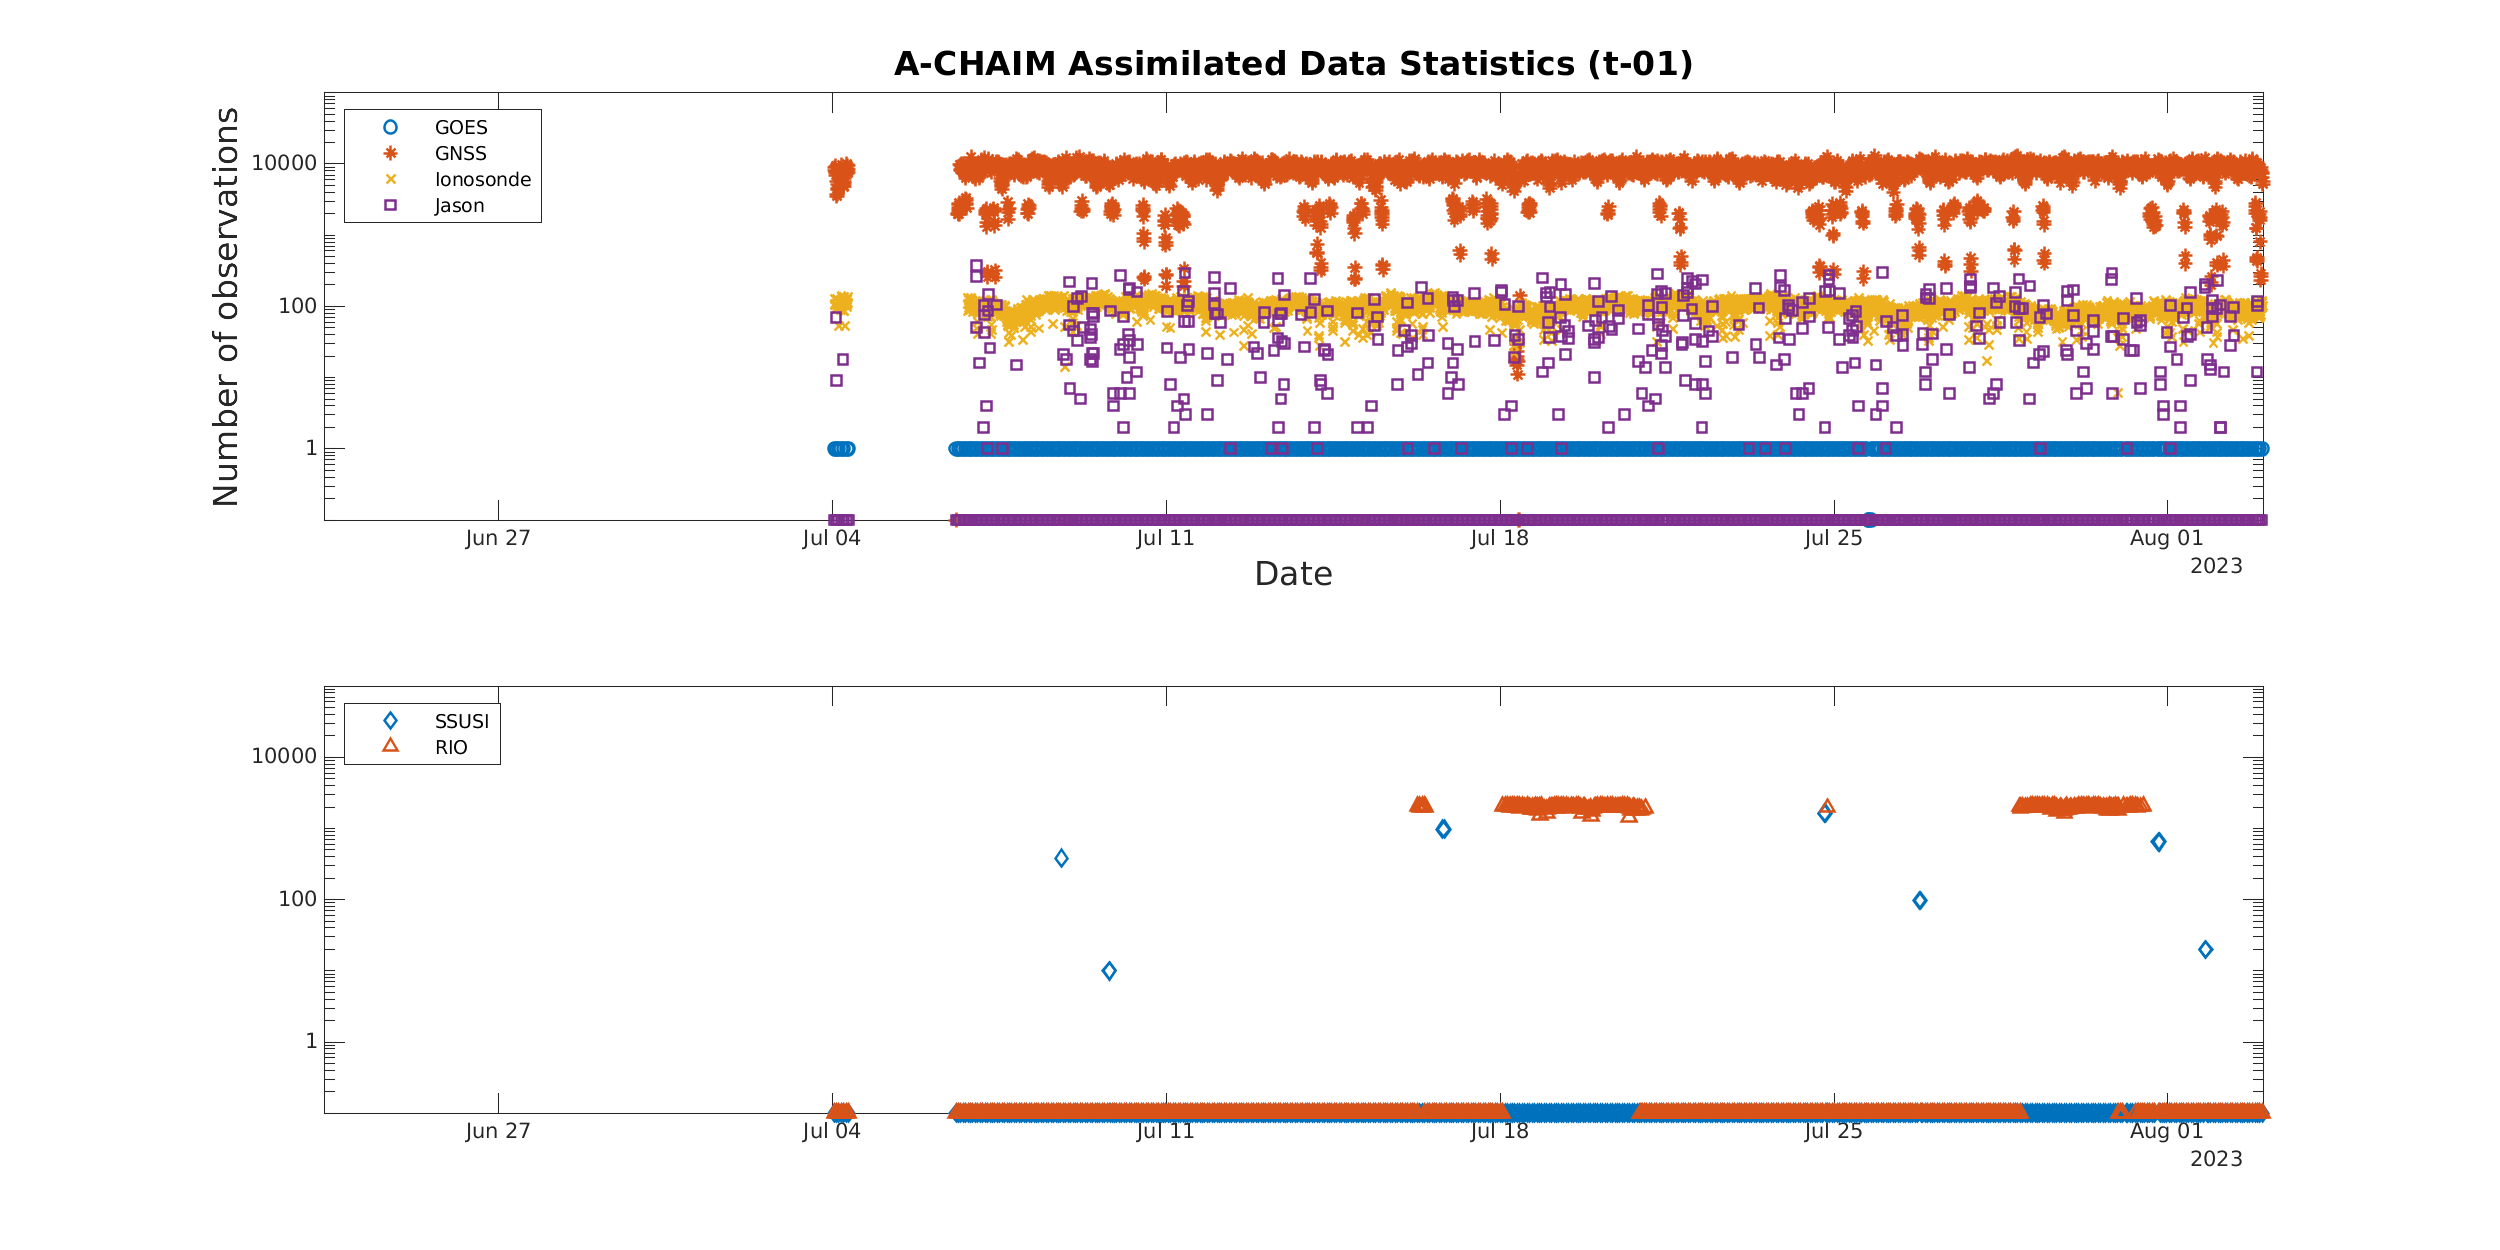 A-CHAIM Assimilated Data Statistics (t-01)
Number of observations
10000
100
1
GOES
GNSS
Ionosonde
Jason
Jun 27
Jul 04
Jul 11
Jul 18
Jul 25
Aug 01
2023
Date
10000
100
1
SSUSI
RIO
Jun 27
Jul 04
Jul 11
Jul 18
Jul 25
Aug 01
2023